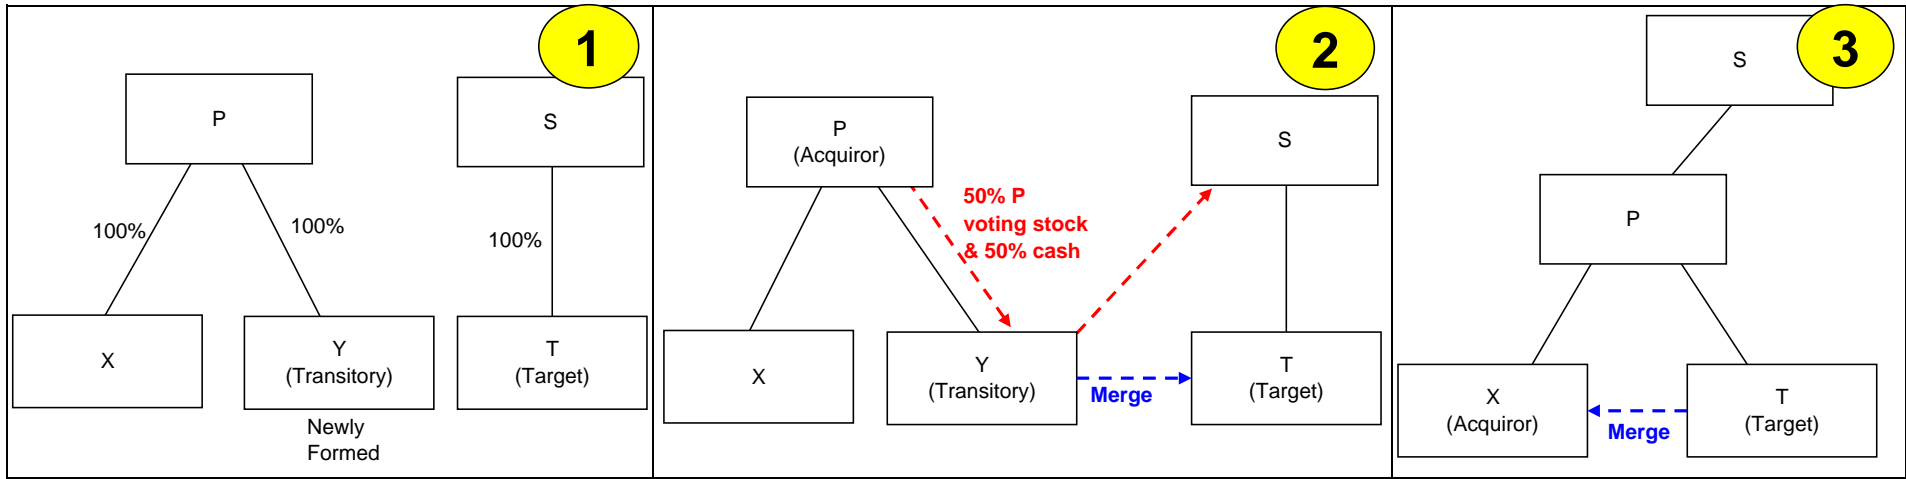 1
P
S
100%
100%
100%
X
Y
(Transitory)
T
(Target)
Newly
Formed
2
P
(Acquiror)
S
50% P
voting stock
& 50% cash
X
Y
(Transitory)
Merge
T
(Target)
3
S
P
X
(Acquiror)
Merge
T
(Target)